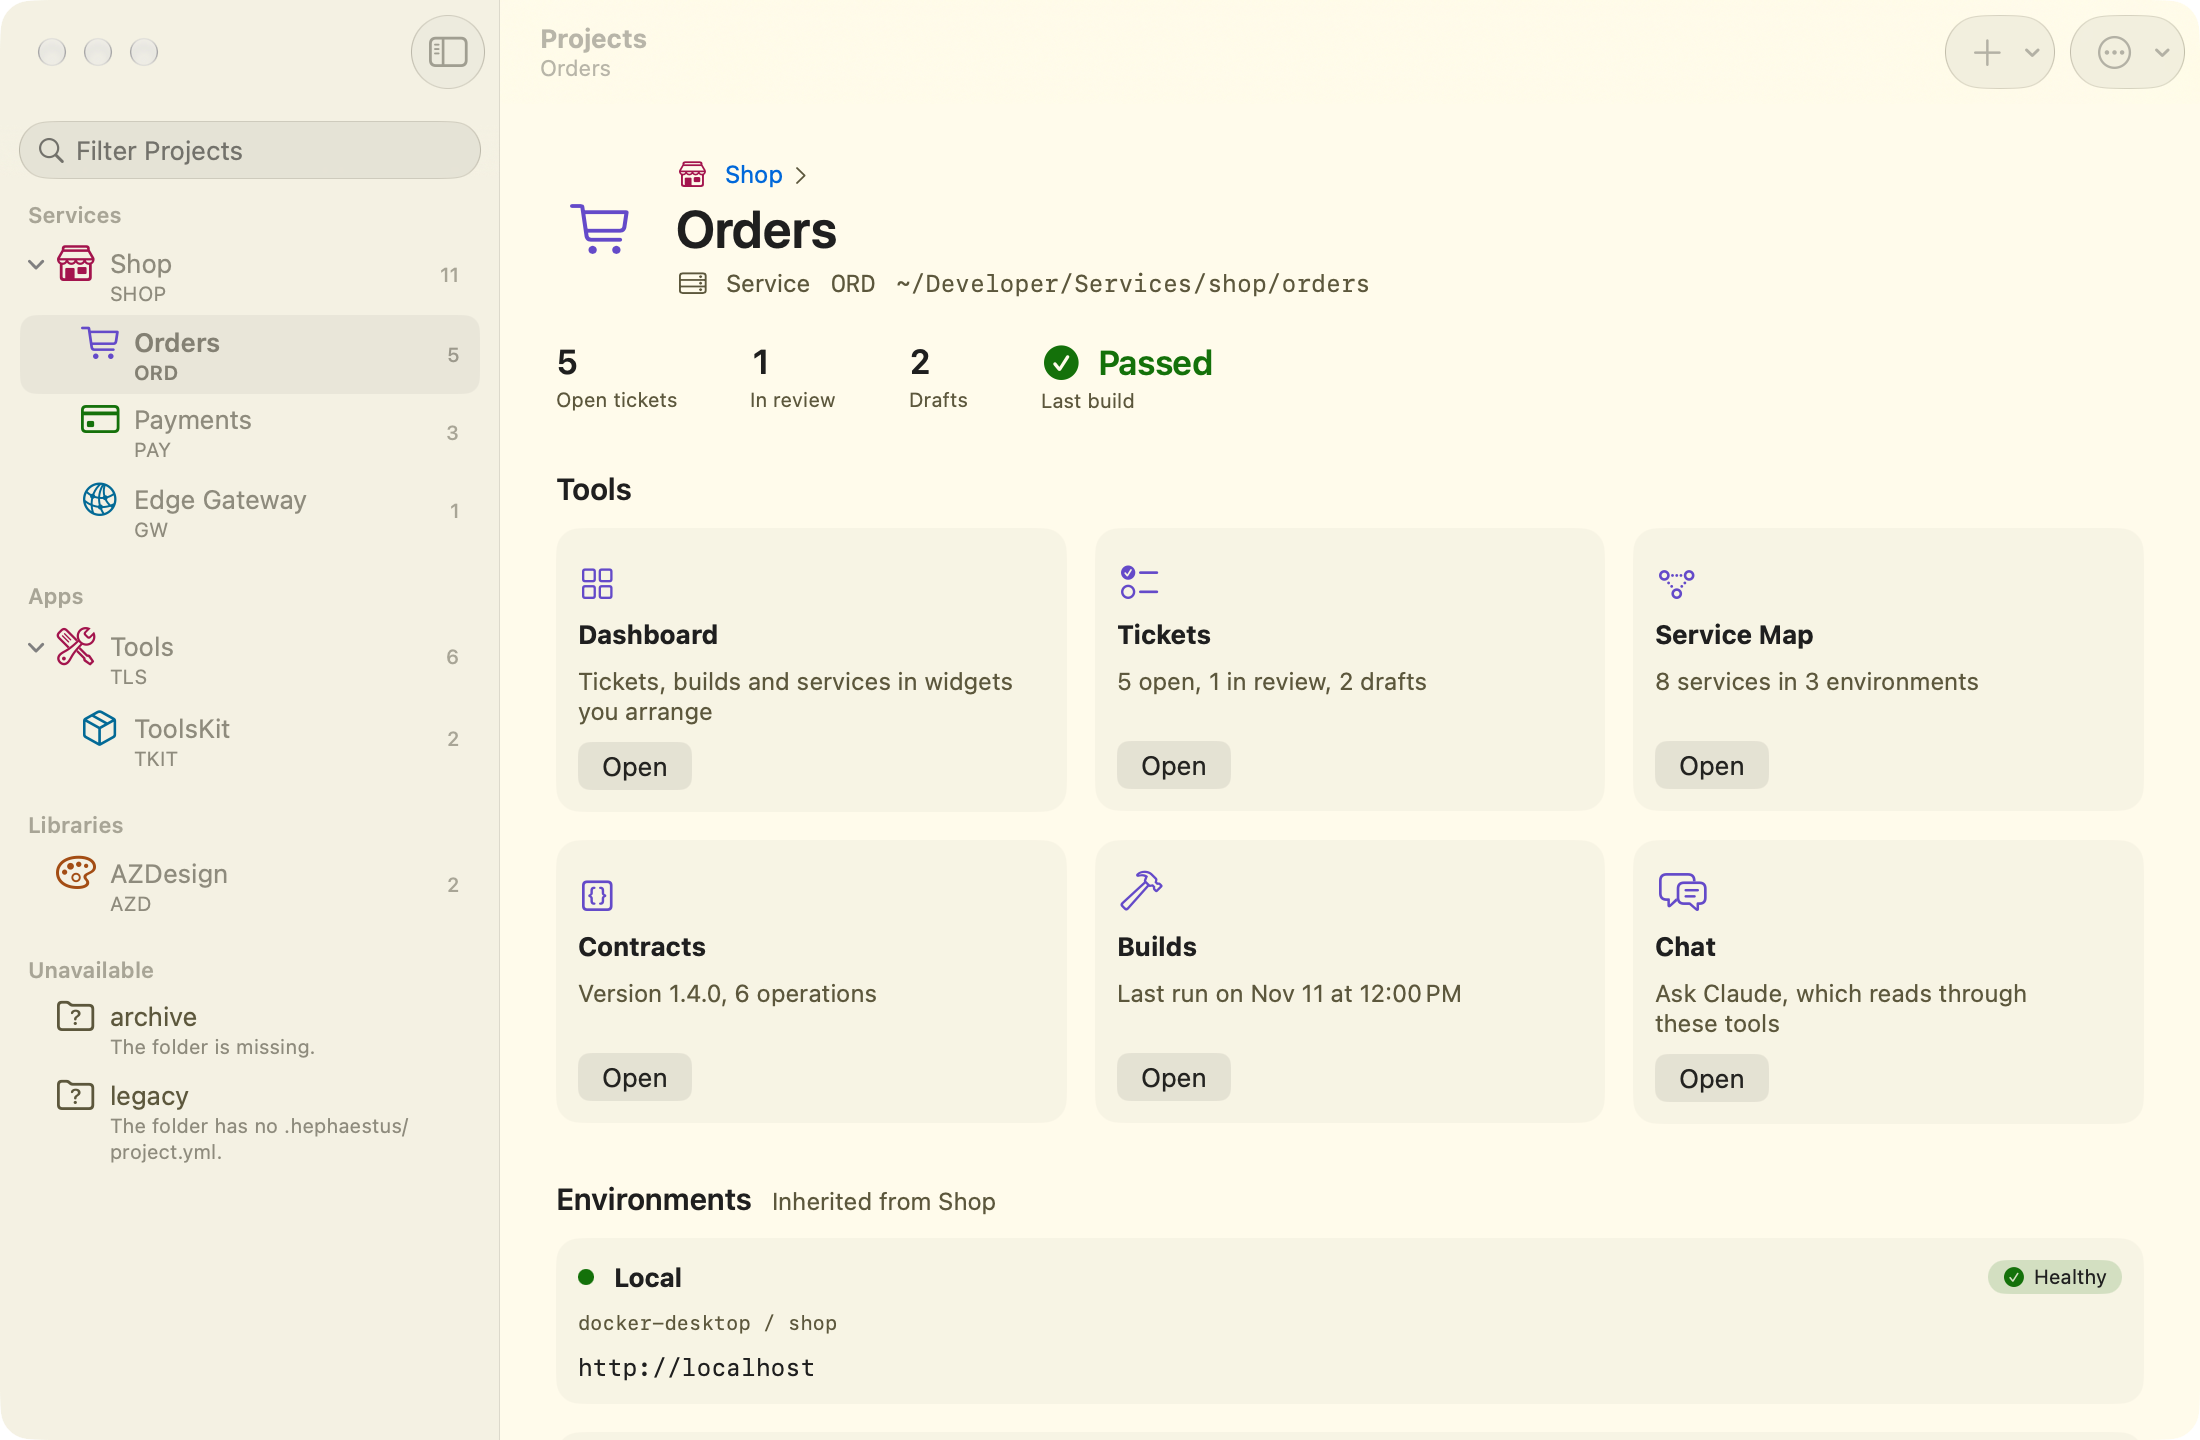 Projects
Orders
Filter Projects
Services
Shop
SHOP
11
Orders
ORD
5
Payments
PAY
3
Edge Gateway
GW
1
Apps
Tools
TLS
6
ToolsKit
TKIT
2
Libraries
AZDesign
AZD
2
Unavailable
archive
The folder is missing.
legacy
The folder has no .hephaestus/
project.yml.
Shop
Orders
Service ORD ~/Developer/Services/shop/orders
5
Open tickets
1
In review
2
Drafts
Passed
Last build
Tools
Dashboard
Tickets, builds and services in widgets
you arrange
Open
Tickets
5 open, 1 in review, 2 drafts
Open
Service Map
8 services in 3 environments
Open
Contracts
Version 1.4.0, 6 operations
Open
Builds
Last run on Nov 11 at 12:00 PM
Open
Chat
Ask Claude, which reads through
these tools
Open
Environments Inherited from Shop
Local
Healthy
docker-desktop / shop
http://localhost